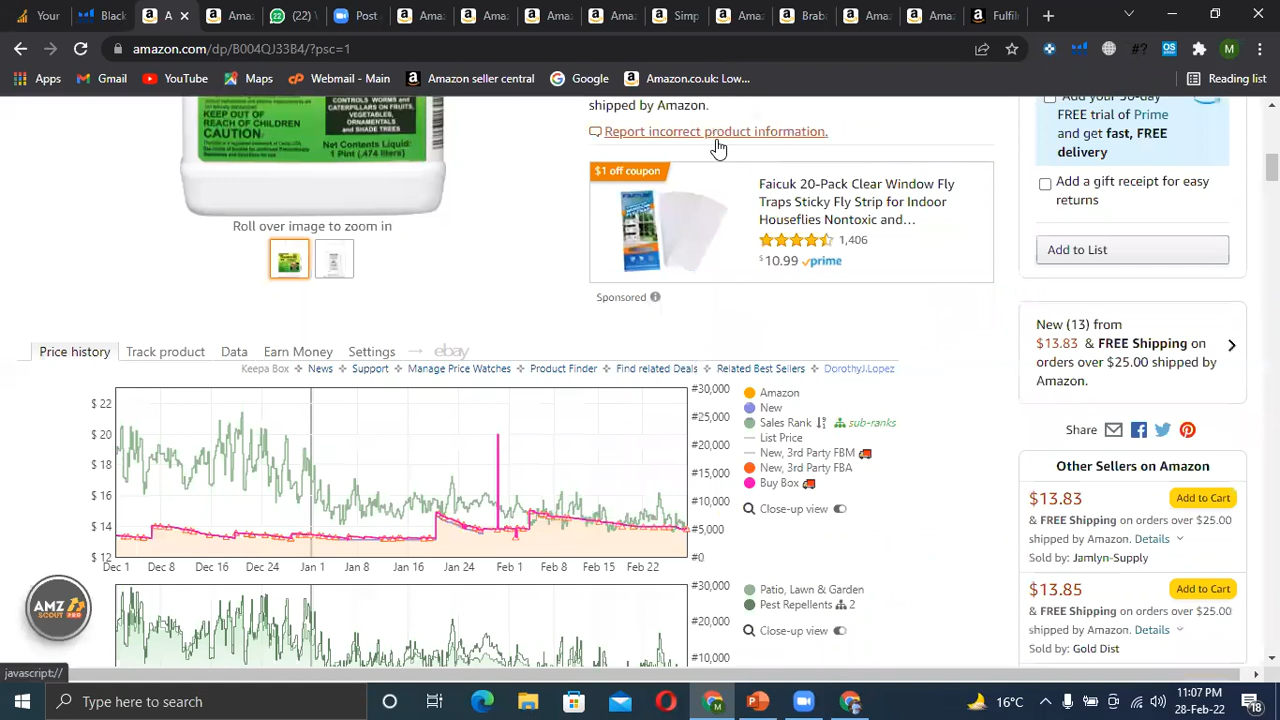 Your
Black
A
Ama
(22) \
Post
Ama
Ama
Ama
Ama
Simp
Ama
Brab
Ama
Ama
Fulfil
amazon.com/dp/B004QJ33B4/?psc=1
M
Apps
Gmail
YouTube
Maps
Webmail - Main
Amazon seller central
Google
Amazon.co.uk: Low...
Reading list
KEEP OUT OF
REACH OF CHILDREN
CAUTION
CONTROLS WORMS and
CATERPILLARS ON FRUITS,
VEGETABLES,
ORNAMENTALS
and SHADE TREES
Net Contents Liquid:
1 Pint (.474 liters)
Roll over image to zoom in
shipped by Amazon.
Report incorrect product information.
$1 off coupon
Faicuk 20-Pack Clear Window Fly
Traps Sticky Fly Strip for Indoor
Houseflies Nontoxic and…
1,406
$10.99 prime
Sponsored
Add your 30-day
FREE trial of Prime
and get fast, FREE
delivery
Add a gift receipt for easy
returns
Add to List
New (13) from
$13.83 & FREE Shipping on
orders over $25.00 shipped by
Amazon.
Share
Other Sellers on Amazon
$13.83
Add to Cart
& FREE Shipping on orders over $25.00
shipped by Amazon. Details
Sold by: Jamlyn-Supply
$13.85
Add to Cart
& FREE Shipping on orders over $25.00
shipped by Amazon. Details
Sold by: Gold Dist
Price history
Track product
Data
Earn Money
Settings
ebay
Keepa Box
News
Support
Manage Price Watches
Product Finder
Find related Deals
Related Best Sellers
DorothyJ.Lopez
$ 22
$ 20
$ 18
$ 16
$ 14
$ 12
#30,000
#25,000
#20,000
#15,000
#10,000
#5,000
#0
Dec 1
Dec 8
Dec 16
Dec 24
Jan 1
Jan 8
Jan 16
Jan 24
Feb 1
Feb 8
Feb 15
Feb 22
Amazon
New
Sales Rank
sub-ranks
List Price
New, 3rd Party FBM
New, 3rd Party FBA
Buy Box
Close-up view
#30,000
#20,000
#10,000
Patio, Lawn & Garden
Pest Repellents 2
Close-up view
AMZ
SCOUT PRO
javascript://
Type here to search
16°C
11:07 PM
28-Feb-22
18